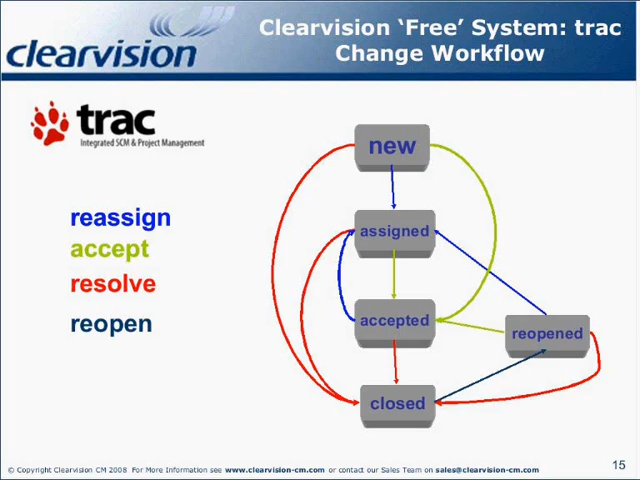 clearvision
Clearvision ‘Free’ System: trac
Change Workflow
trac
Integrated SCM & Project Management
reassign
accept
resolve
reopen
new
assigned
accepted
reopened
closed
© Copyright Clearvision CM 2008 For More Information see www.clearvision-cm.com or contact our Sales Team on sales@clearvision-cm.com
15